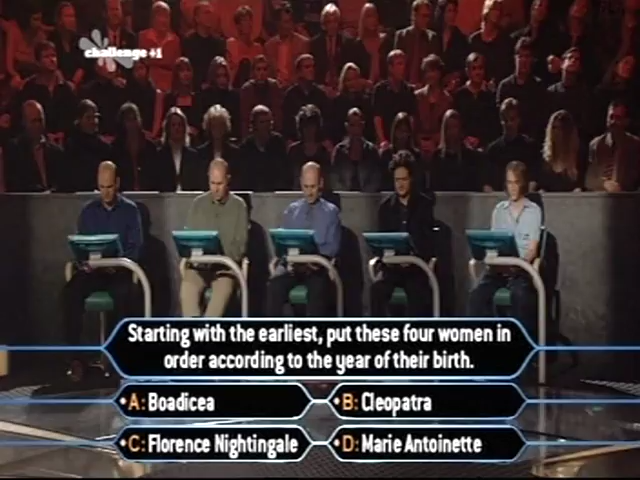 challenge +1
Starting with the earliest, put these four women in
order according to the year of their birth.
A: Boadicea
B: Cleopatra
C: Florence Nightingale
D: Marie Antoinette